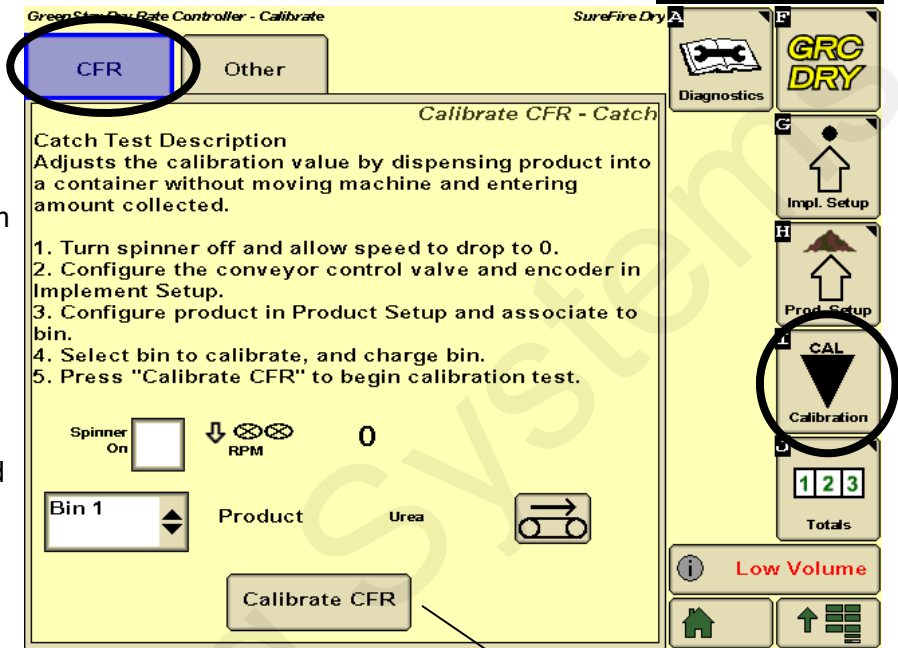 GreenStar Dry Rate Controller - Calibrate
SureFire Dry
CFR
Other
Calibrate CFR - Catch
Catch Test Description
Adjusts the calibration value by dispensing product into
a container without moving machine and entering
amount collected.
1. Turn spinner off and allow speed to drop to 0.
2. Configure the conveyor control valve and encoder in
Implement Setup.
3. Configure product in Product Setup and associate to
bin.
4. Select bin to calibrate, and charge bin.
5. Press "Calibrate CFR" to begin calibration test.
Spinner
On
RPM
0
Bin 1
Product
Urea
Calibrate CFR
A
Diagnostics
F
GRC
DRY
G
Impl. Setup
H
Prod. Setup
I
CAL
Calibration
J
1 2 3
Totals
i
Low Volume
Systems